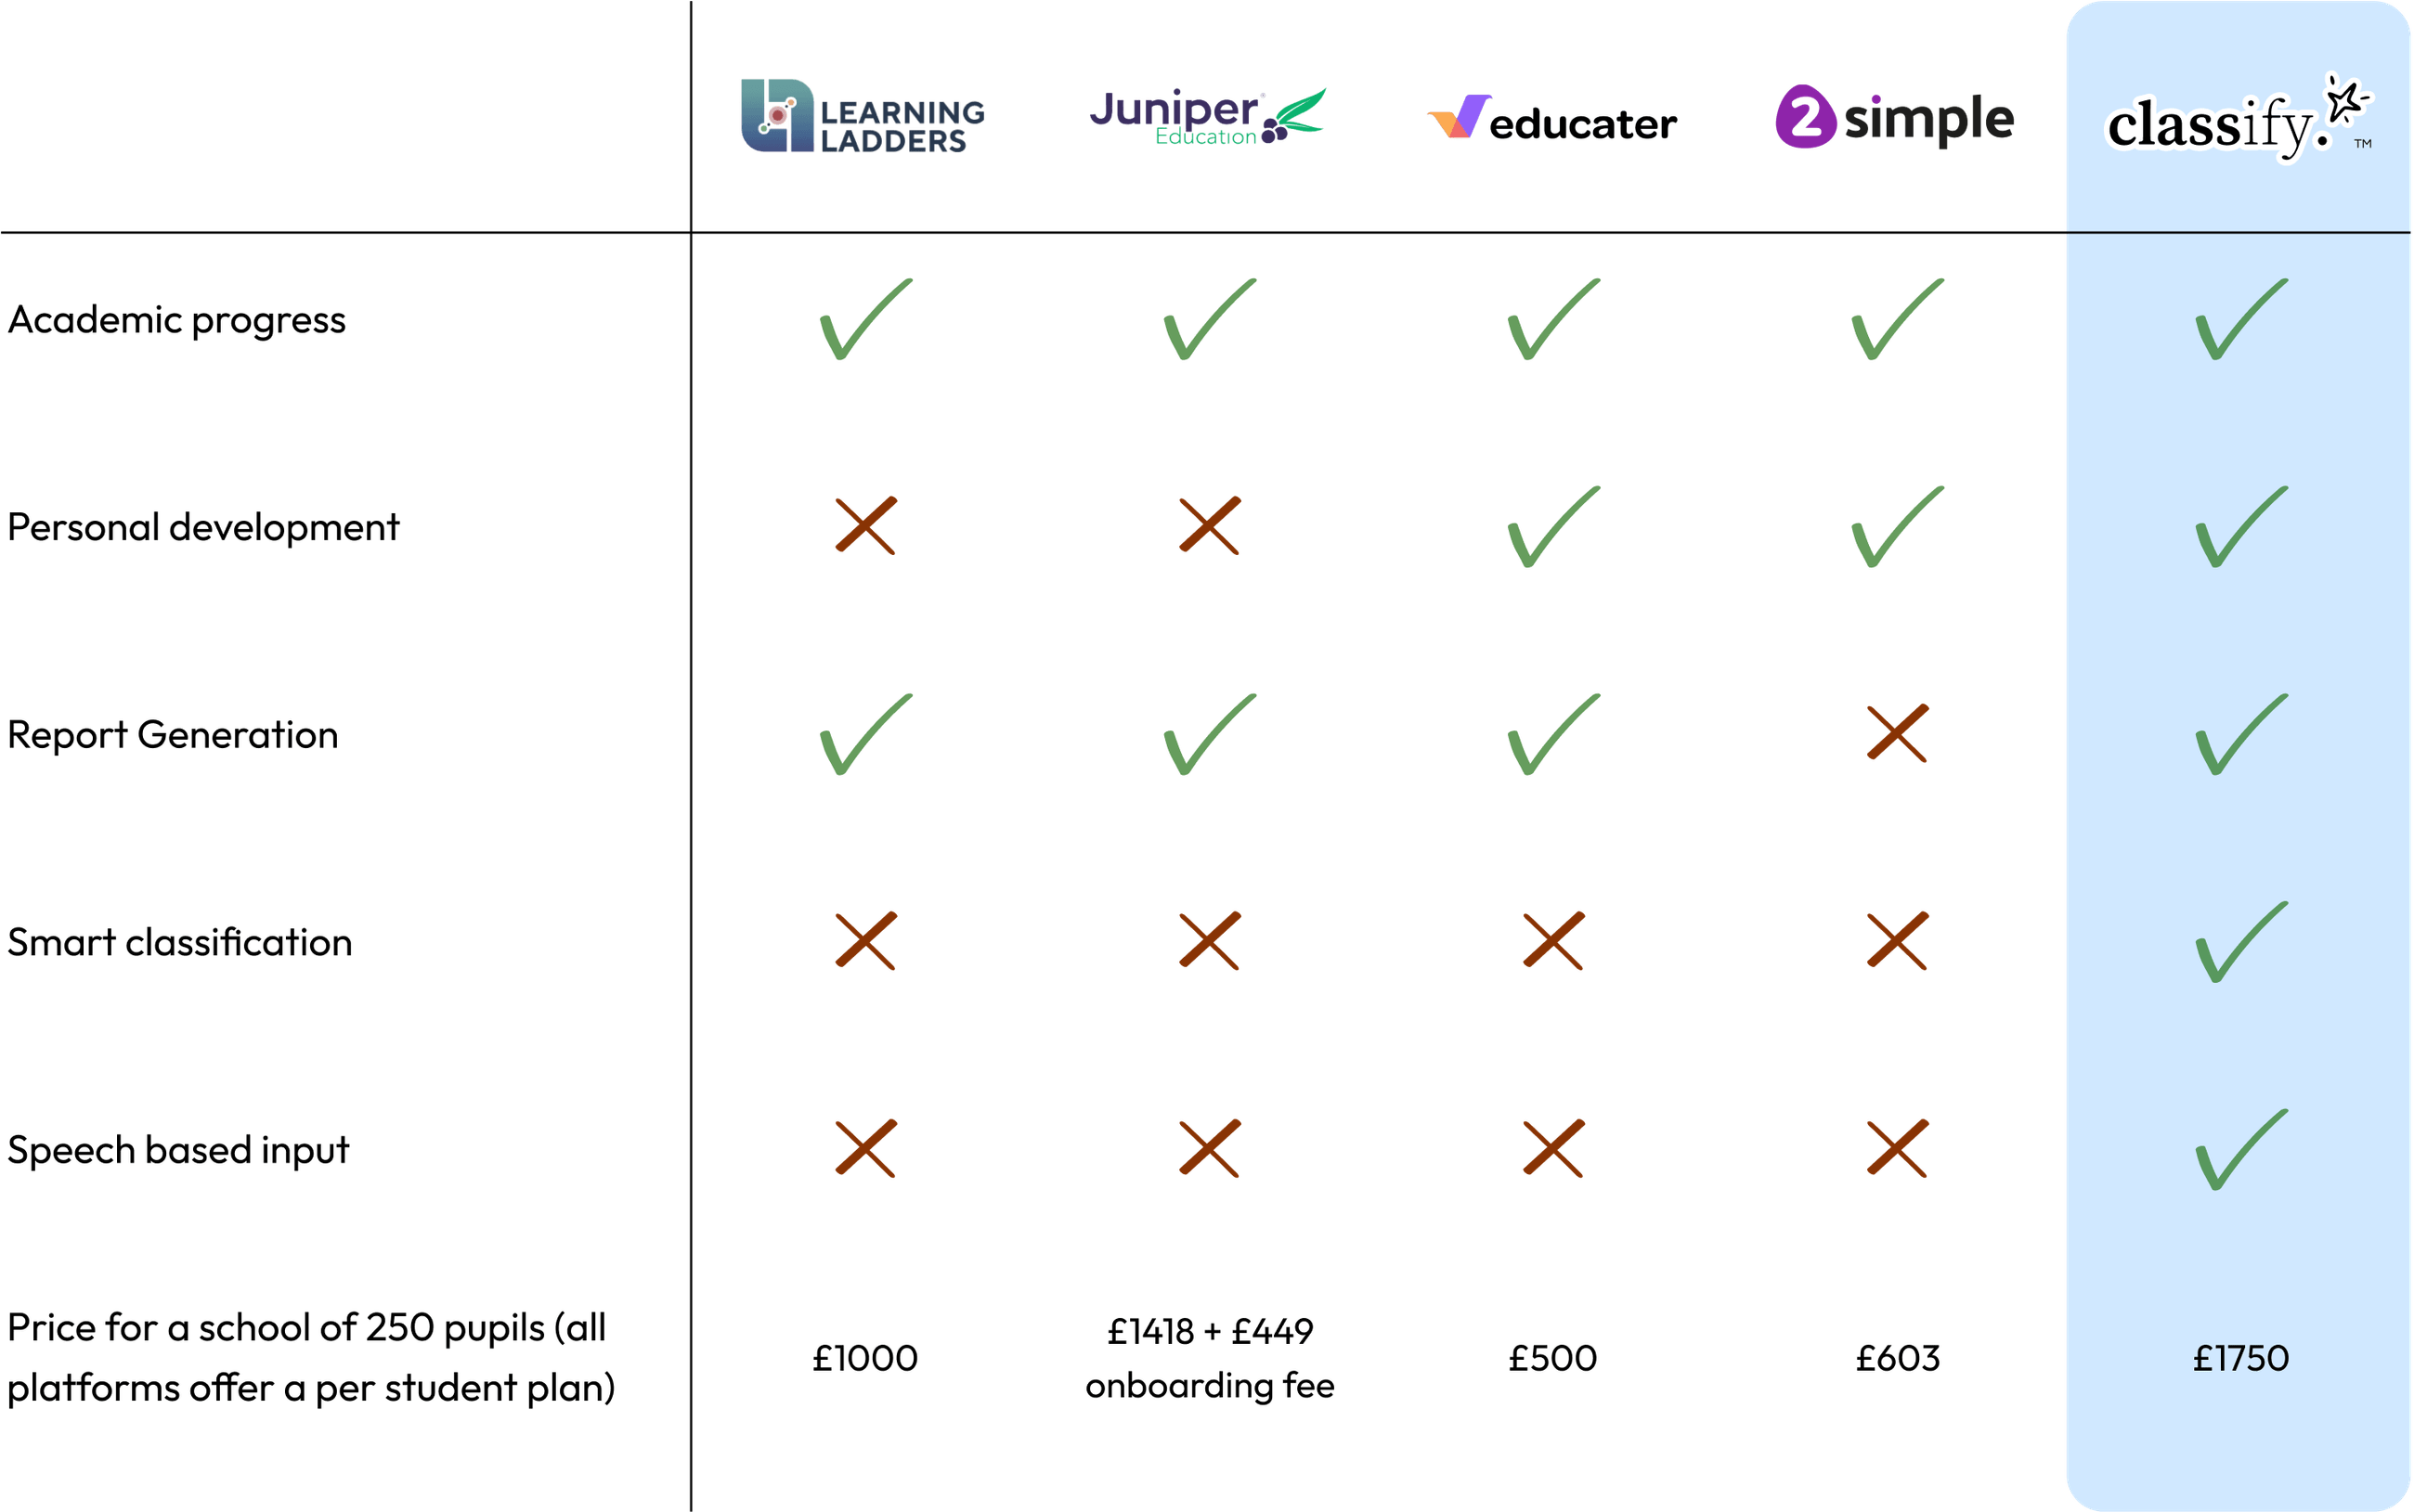 LEARNING
LADDERS
Juniper®
Education
educater
2simple
classify.™
Academic progress
Personal development
Report Generation
Smart classification
Speech based input
Price for a school of 250 pupils (all
platforms offer a per student plan)
£1000
£1418 + £449
onboarding fee
£500
£603
£1750